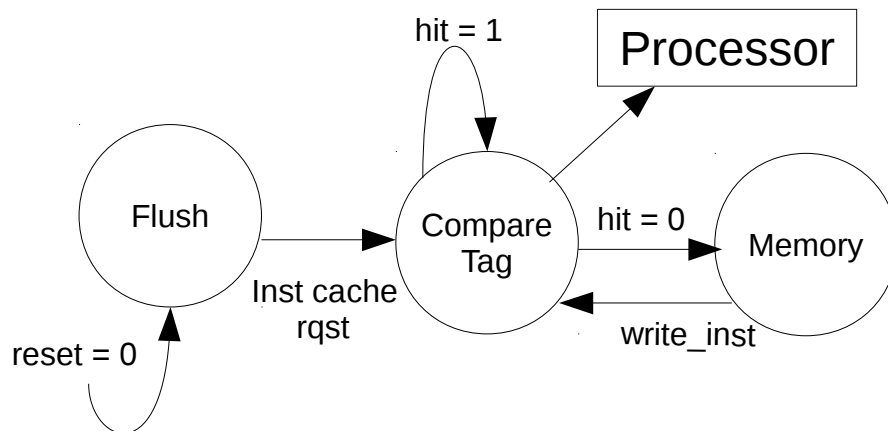 hit = 1
Processor
Flush
Compare
Tag
hit = 0
Memory
Inst cache
rqst
write_inst
reset = 0